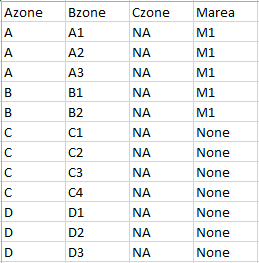 Azone Bzone Czone Marea
A A1 NA M1
A A2 NA M1
A A3 NA M1
B B1 NA M1
B B2 NA M1
C C1 NA None
C C2 NA None
C C3 NA None
C C4 NA None
D D1 NA None
D D2 NA None
D D3 NA None